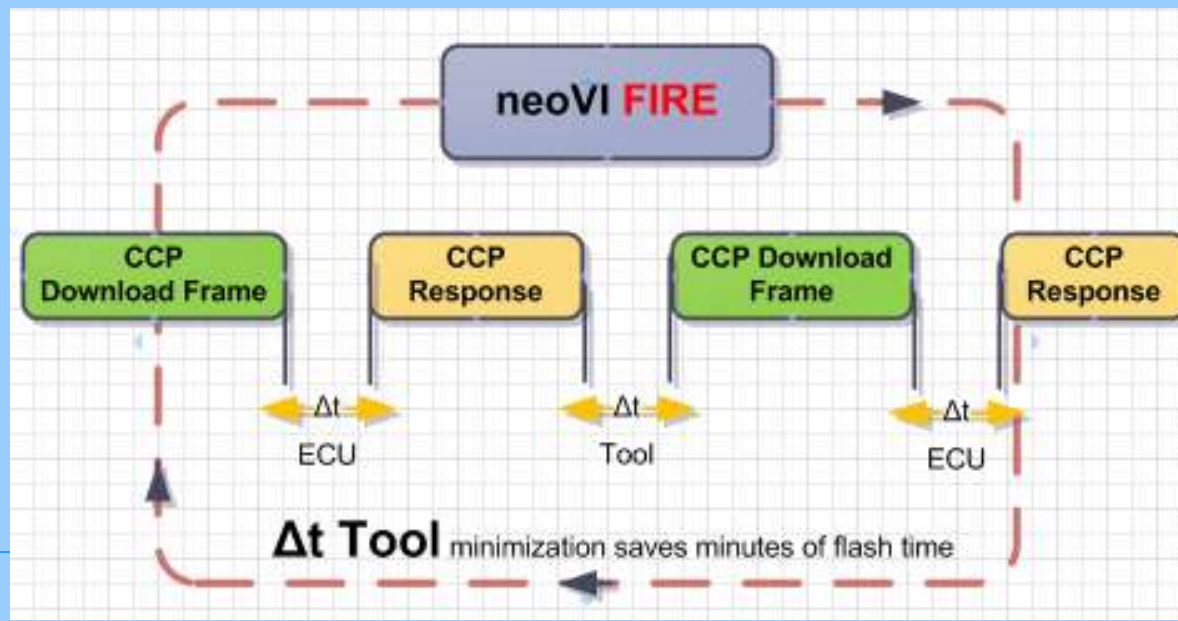 neoVI FIRE
CCP
Download Frame
CCP
Response
CCP Download
Frame
CCP
Response
Δt
ECU
Δt
Tool
Δt
ECU
Δt Tool minimization saves minutes of flash time